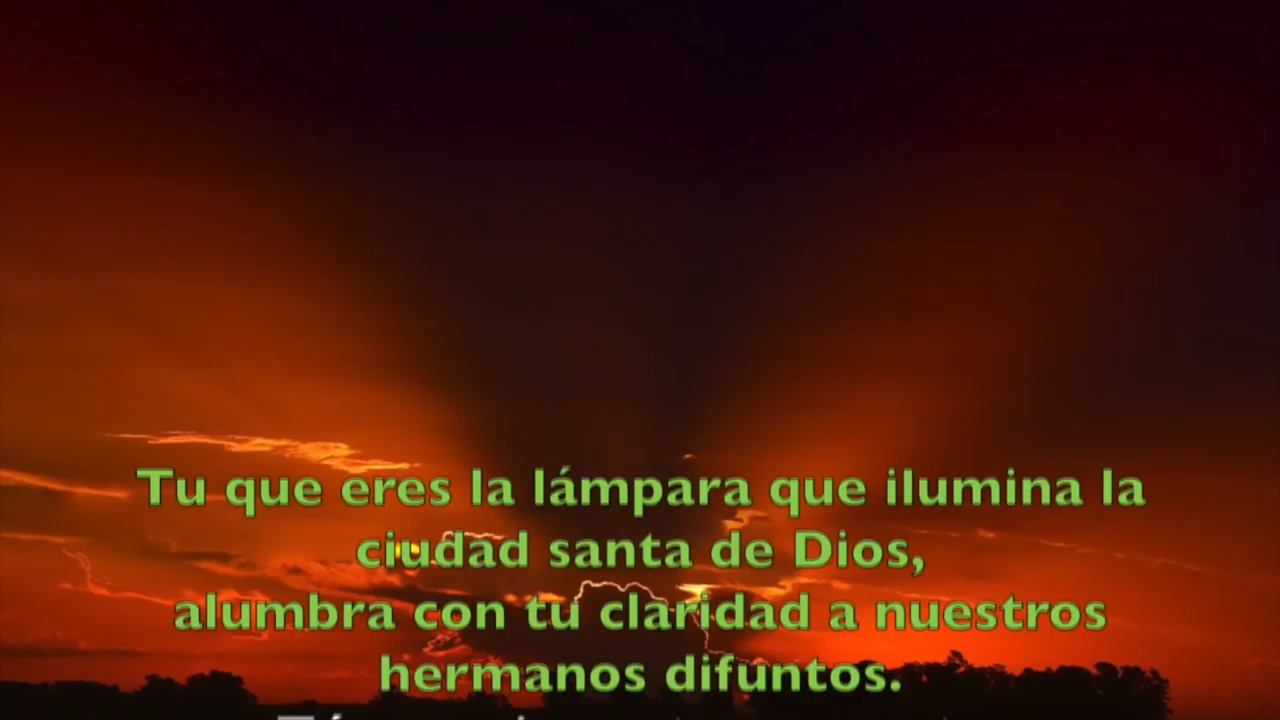 Tu que eres la lámpara que ilumina la
ciudad santa de Dios,
alumbra con tu claridad a nuestros
hermanos difuntos.